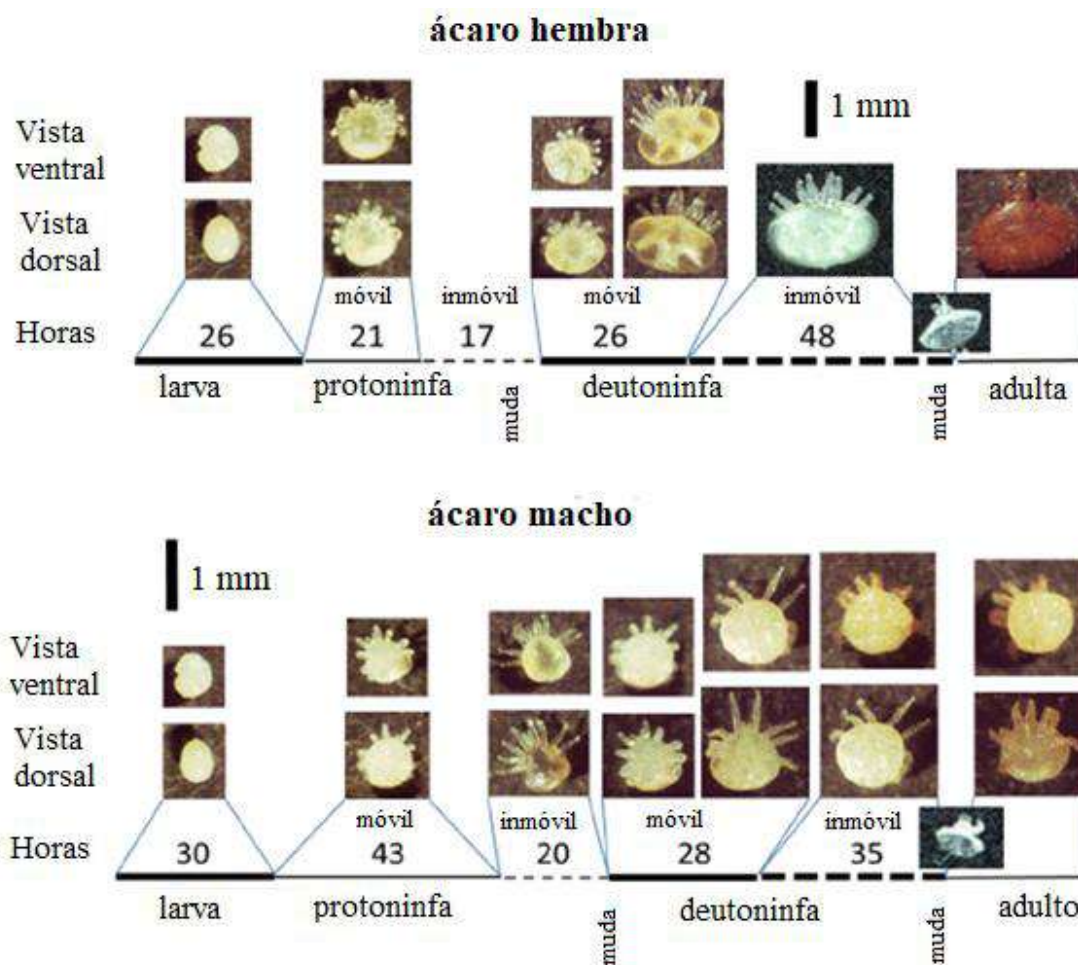 ácaro hembra
1 mm
Vista
ventral
Vista
dorsal
móvil inmóvil móvil inmóvil
Horas 26 21 17 26 48
larva protoninfa muda deutoninfa muda adulta
ácaro macho
1 mm
Vista
ventral
Vista
dorsal
móvil inmóvil móvil inmóvil
Horas 30 43 20 28 35
larva protoninfa muda deutoninfa muda adulto